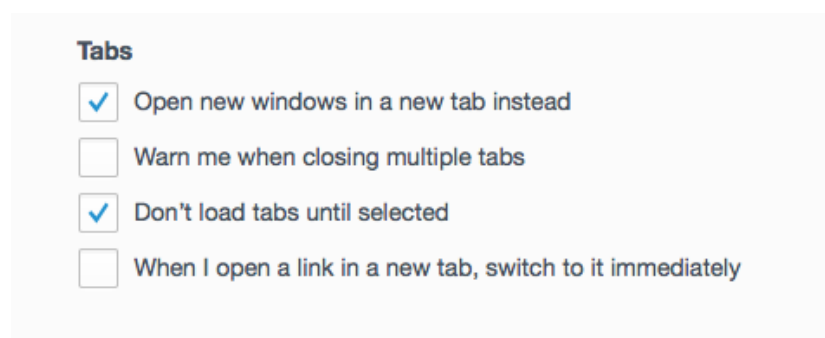 Tabs
Open new windows in a new tab instead
Warn me when closing multiple tabs
Don’t load tabs until selected
When I open a link in a new tab, switch to it immediately